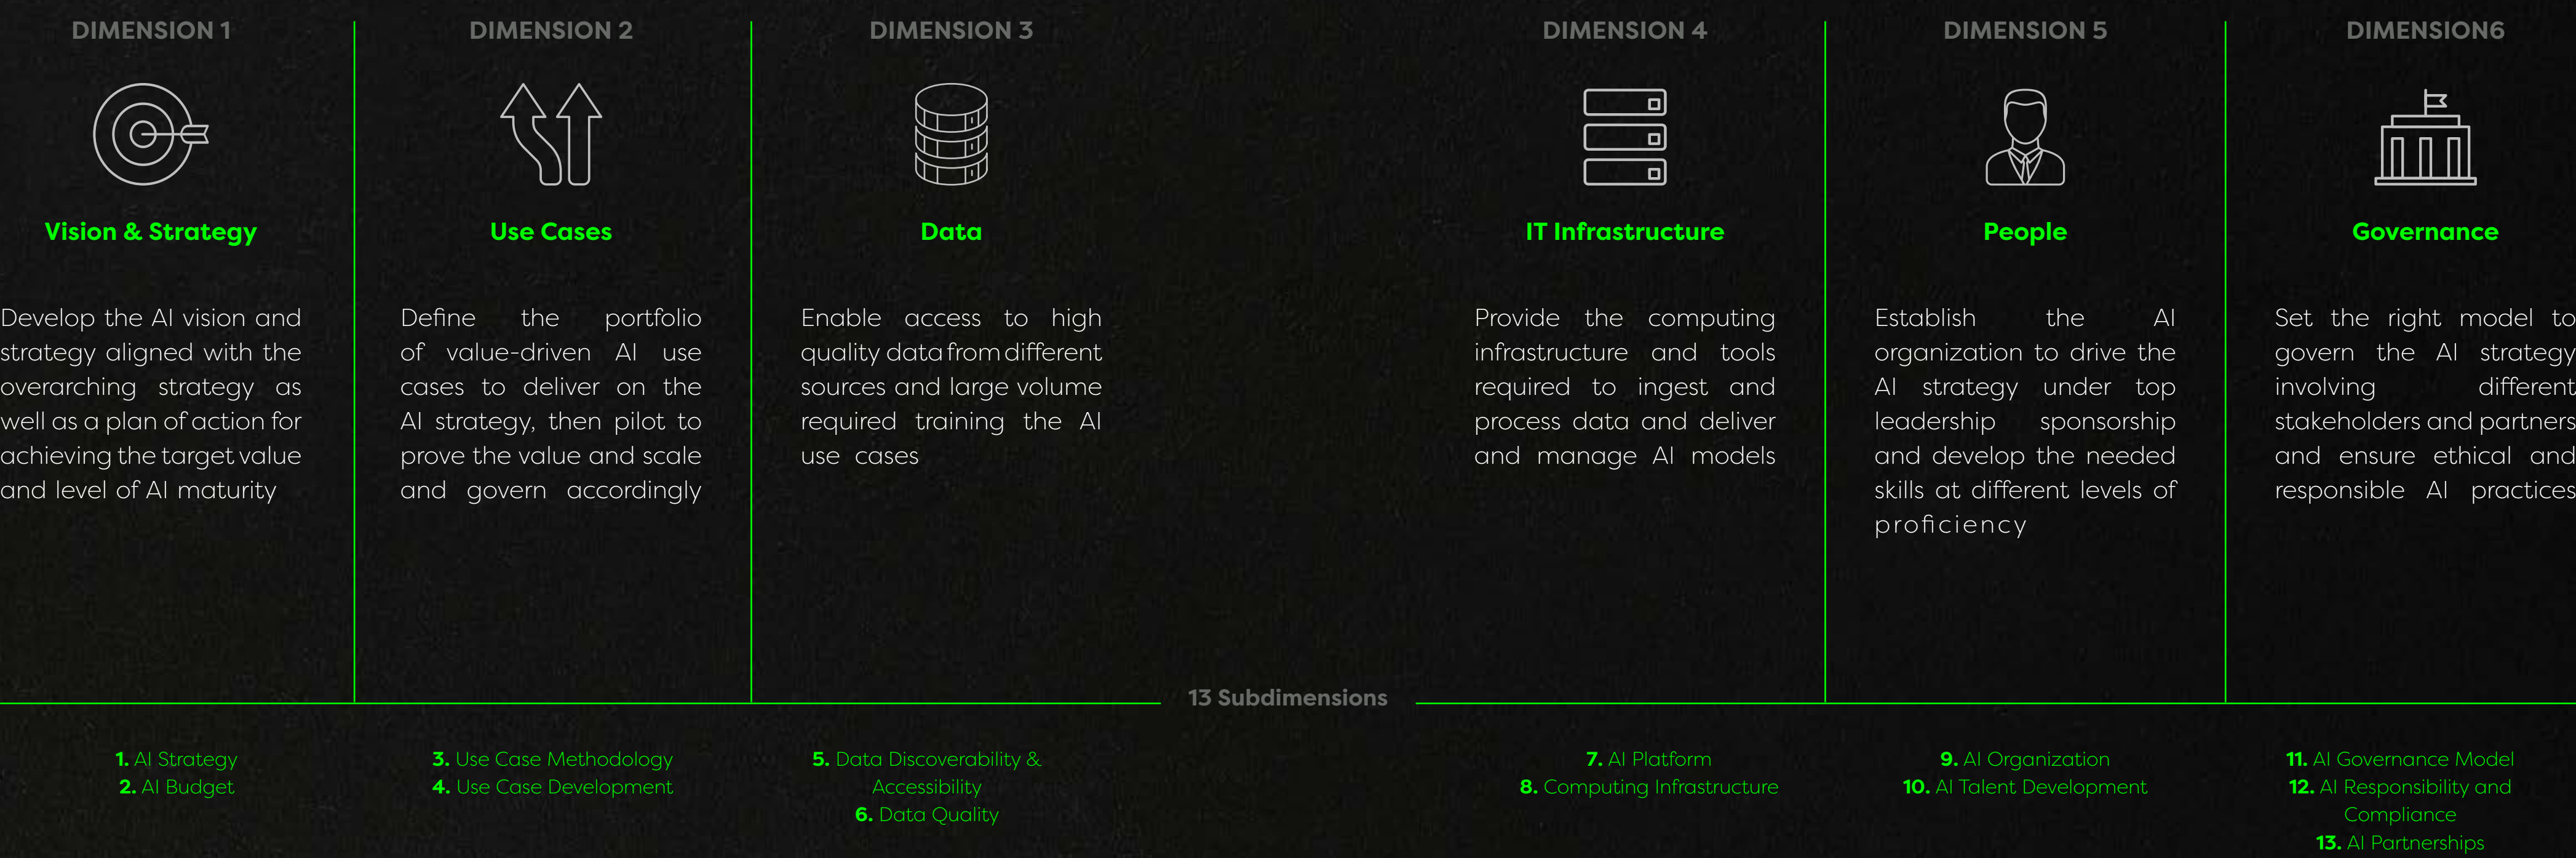 DIMENSION 1
Vision & Strategy
Develop the AI vision and
strategy aligned with the
overarching strategy as
well as a plan of action for
achieving the target value
and level of AI maturity
DIMENSION 2
Use Cases
Define the portfolio
of value-driven AI use
cases to deliver on the
AI strategy, then pilot to
prove the value and scale
and govern accordingly
DIMENSION 3
Data
Enable access to high
quality data from different
sources and large volume
required training the AI
use cases
DIMENSION 4
IT Infrastructure
Provide the computing
infrastructure and tools
required to ingest and
process data and deliver
and manage AI models
DIMENSION 5
People
Establish the AI
organization to drive the
AI strategy under top
leadership sponsorship
and develop the needed
skills at different levels of
proficiency
DIMENSION6
Governance
Set the right model to
govern the AI strategy
involving different
stakeholders and partners
and ensure ethical and
responsible AI practices
13 Subdimensions
1. AI Strategy
2. AI Budget
3. Use Case Methodology
4. Use Case Development
5. Data Discoverability &
Accessibility
6. Data Quality
7. AI Platform
8. Computing Infrastructure
9. AI Organization
10. AI Talent Development
11. AI Governance Model
12. AI Responsibility and
Compliance
13. AI Partnerships